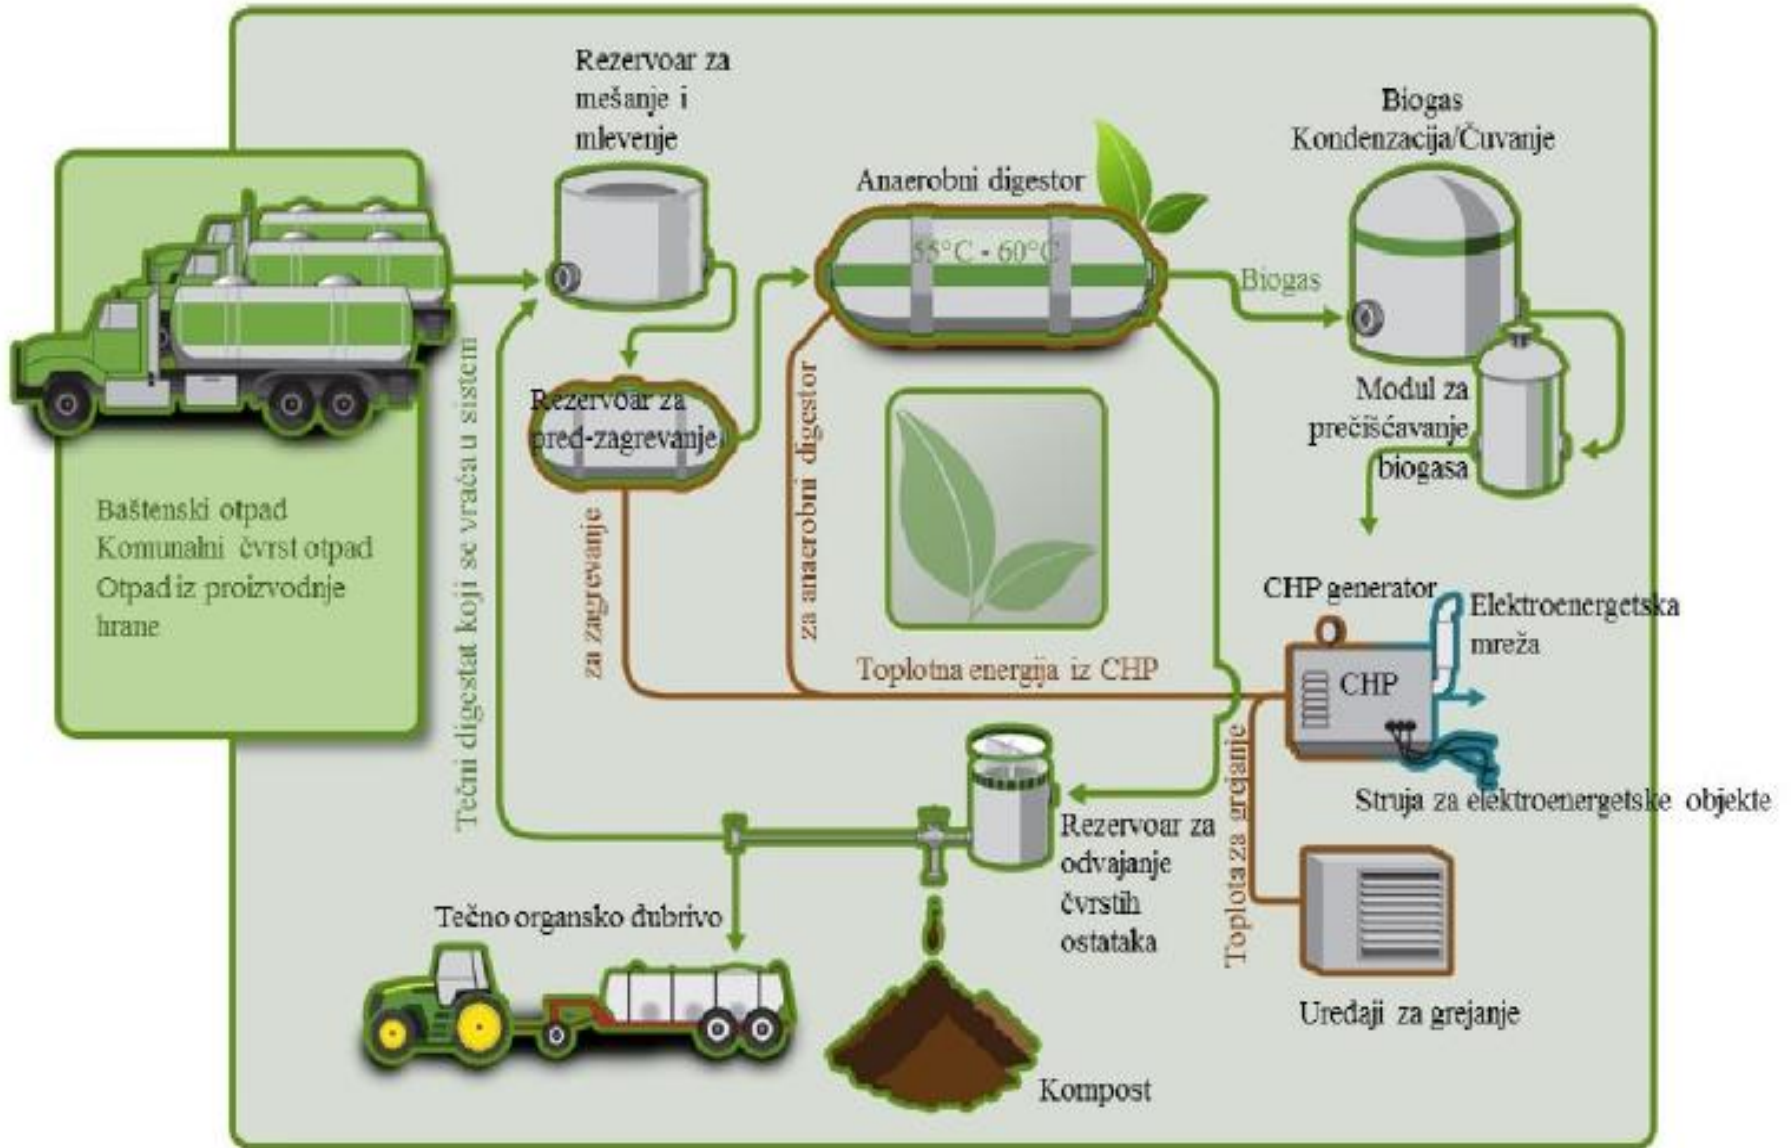 Rezervoar za
mešanje i
mlevenje
Biogas
Kondenzacija/Čuvanje
Anaerobni digestor
55°C - 60°C
Biogas
Rezervoar za
pred-zagrevanje
Modul za
prečišćavanje
biogasa
Baštenski otpad
Komunalni čvrst otpad
Otpad iz proizvodnje
hrane
Tečni digestat koji se vraća u sistem
za zagrevanje
za anaerobni digestor
Toplotna energija iz CHP
CHP generator
Elektroenergetska
mreža
CHP
Struja za elektroenergetske objekte
Toplota za grejanje
Rezervoar za
odvajanje
čvrstih
ostataka
Tečno organsko đubrivo
Uređaji za grejanje
Kompost